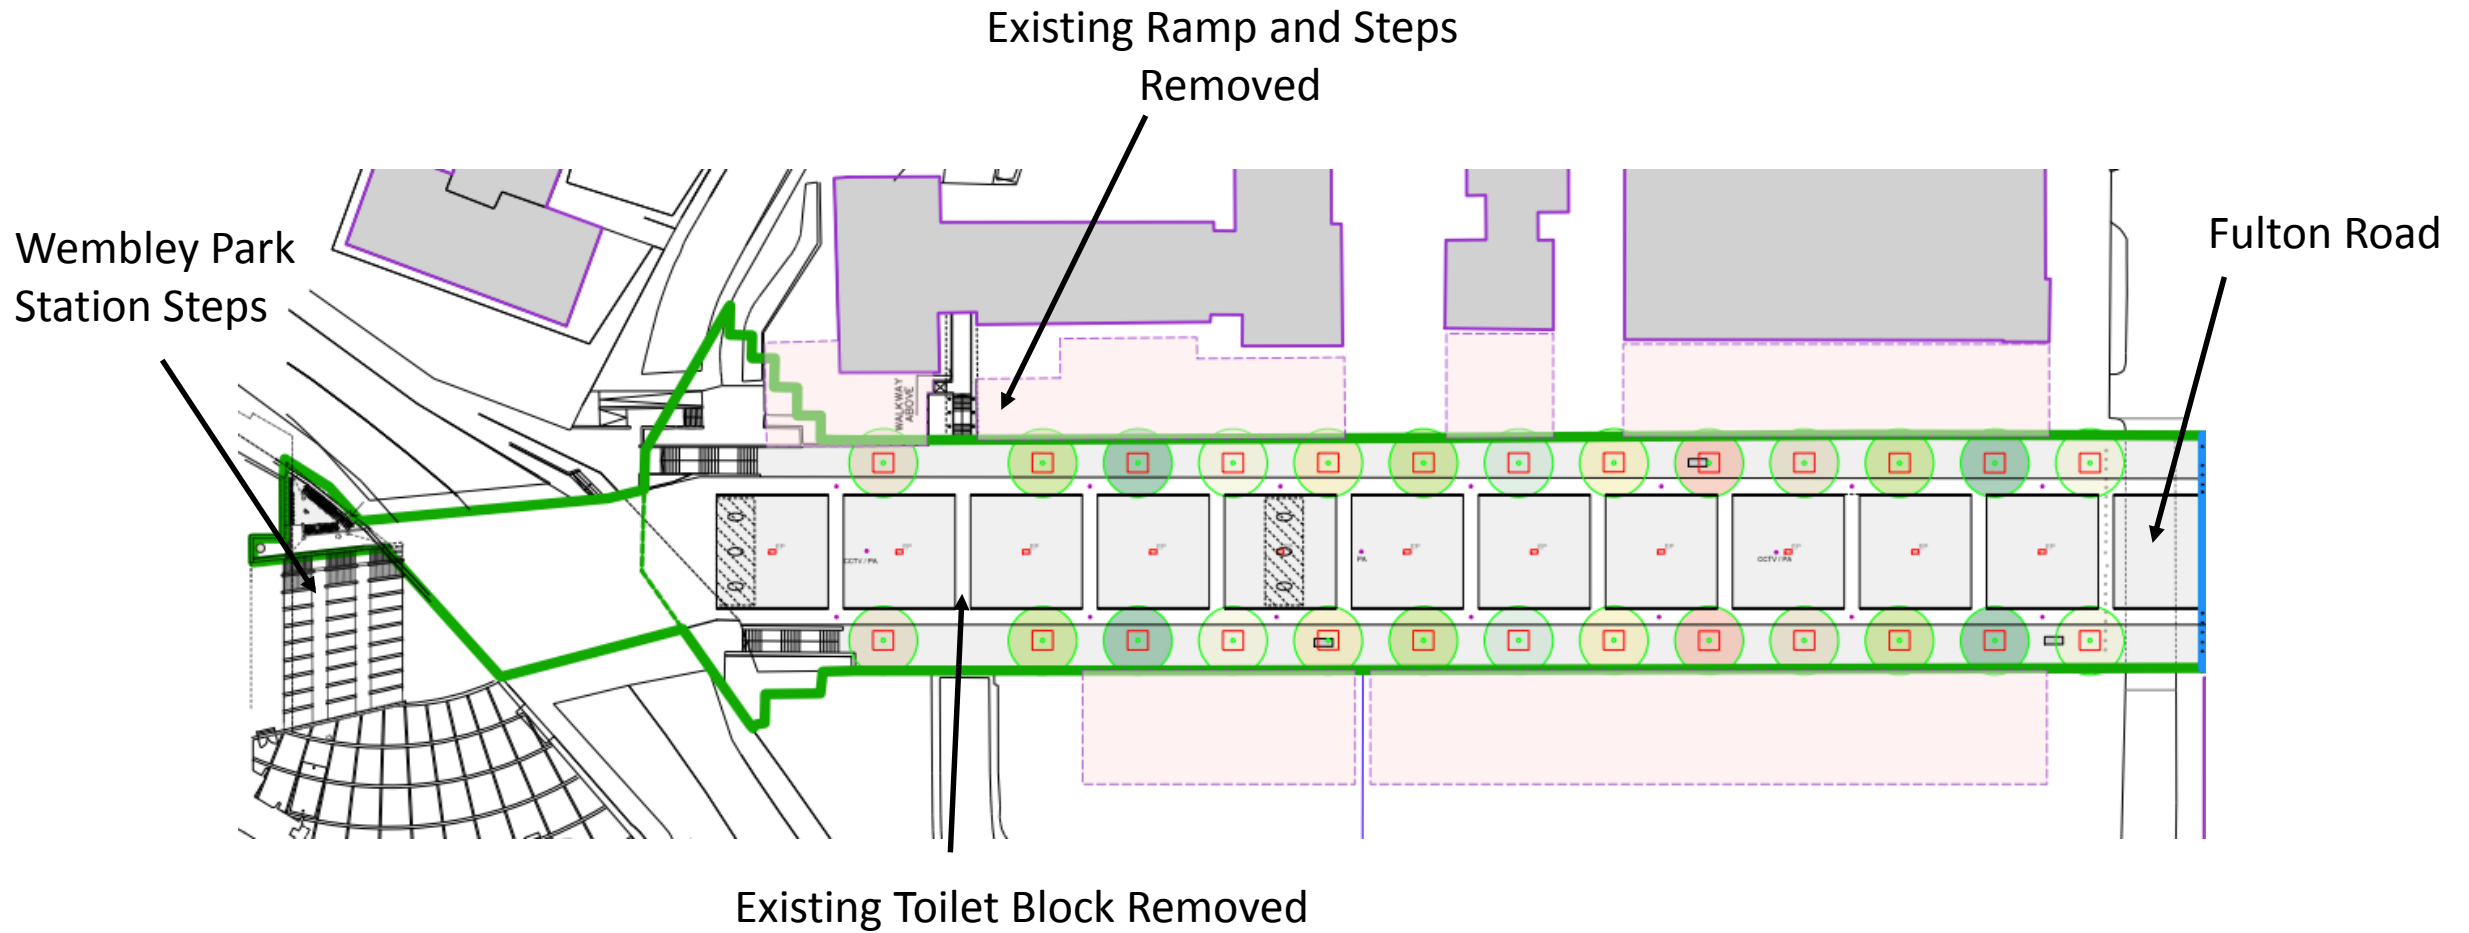 Existing Ramp and Steps
Removed
Wembley Park
Station Steps
Fulton Road
WALKWAY
ABOVE
CCTV / PA
PA
CCTV / PA
Existing Toilet Block Removed